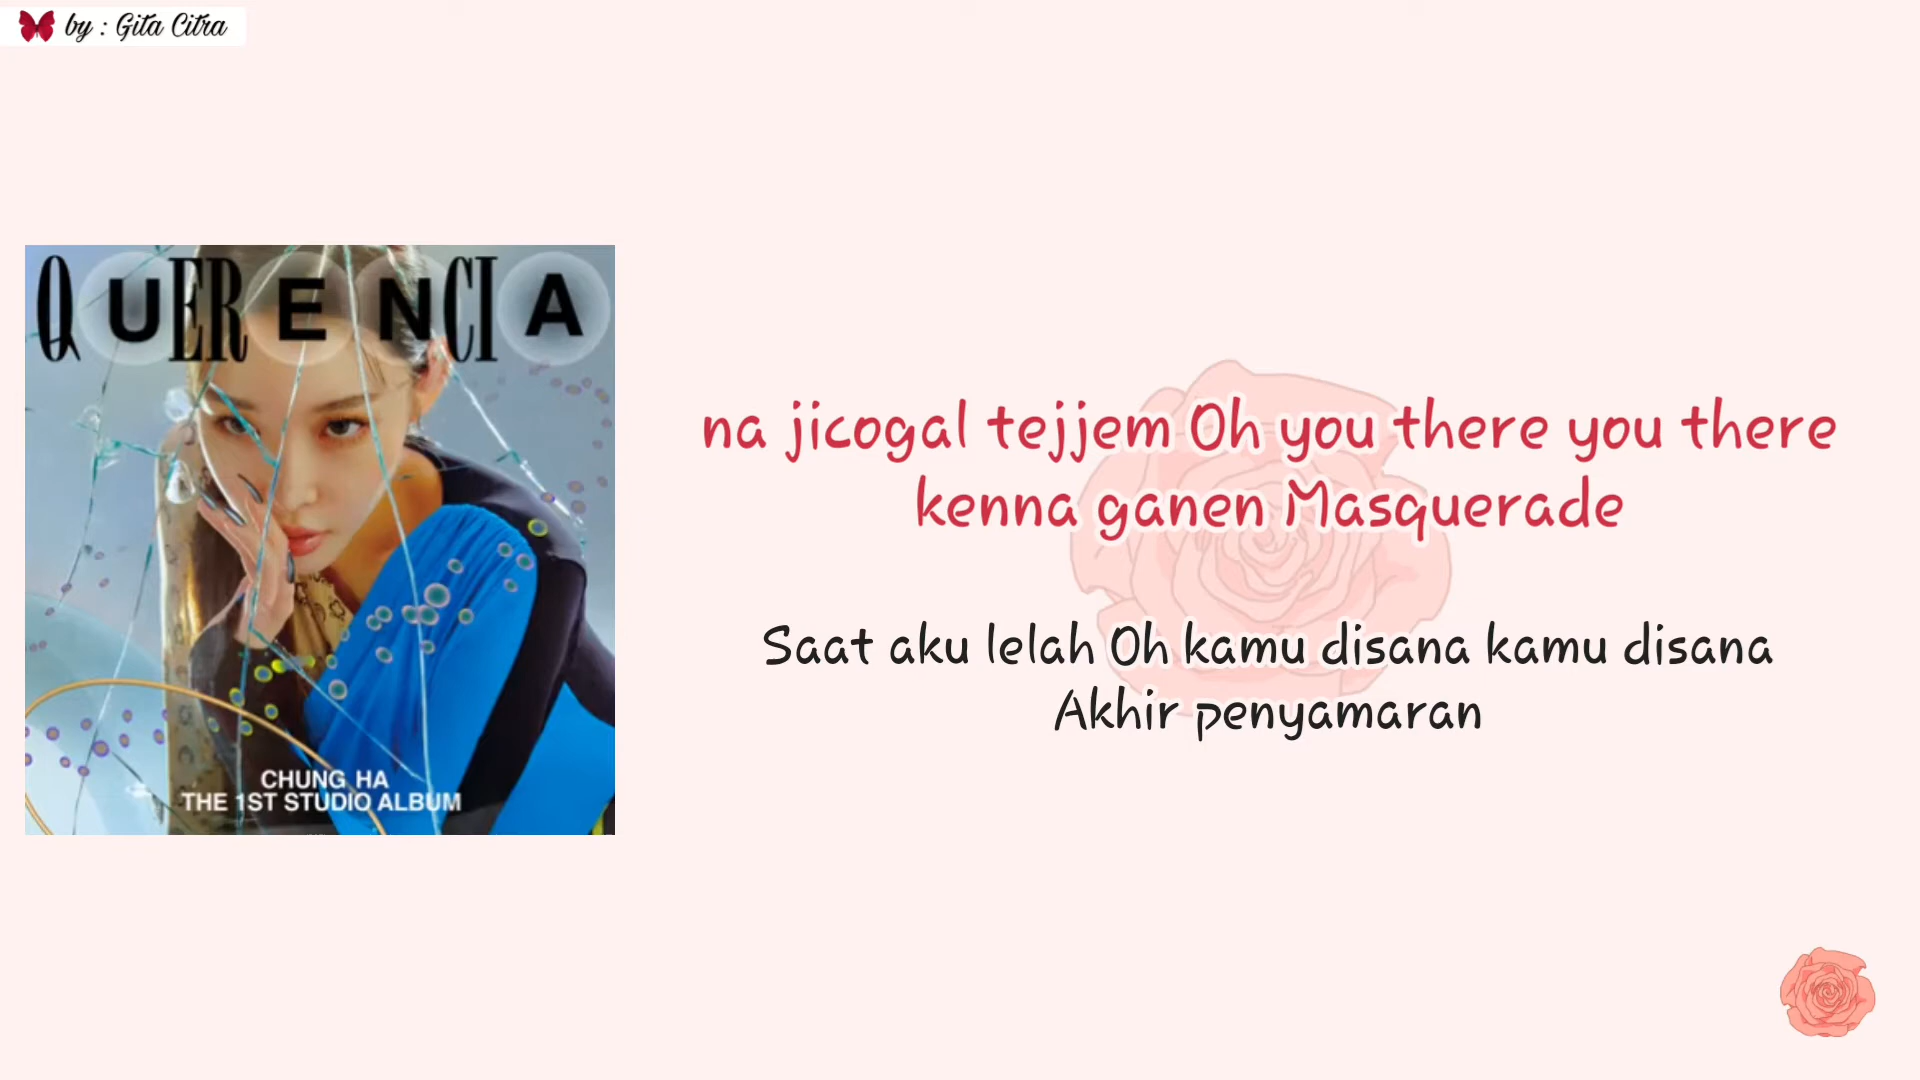 by : Gita Citra
QUERENCIA
CHUNG HA
THE 1ST STUDIO ALBUM
na jicogal tejjem Oh you there you there
kenna ganen Masquerade
Saat aku lelah Oh kamu disana kamu disana
Akhir penyamaran